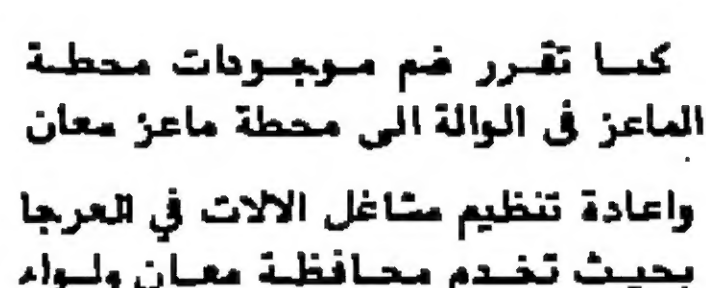 كما تقرر ضم موجودات محطة
الماعز فى الوالة الى محطة ماعز معان
واعادة تنظيم مشاغل الالات في العرجا
بحيث تخدم محافظة معان ولواء